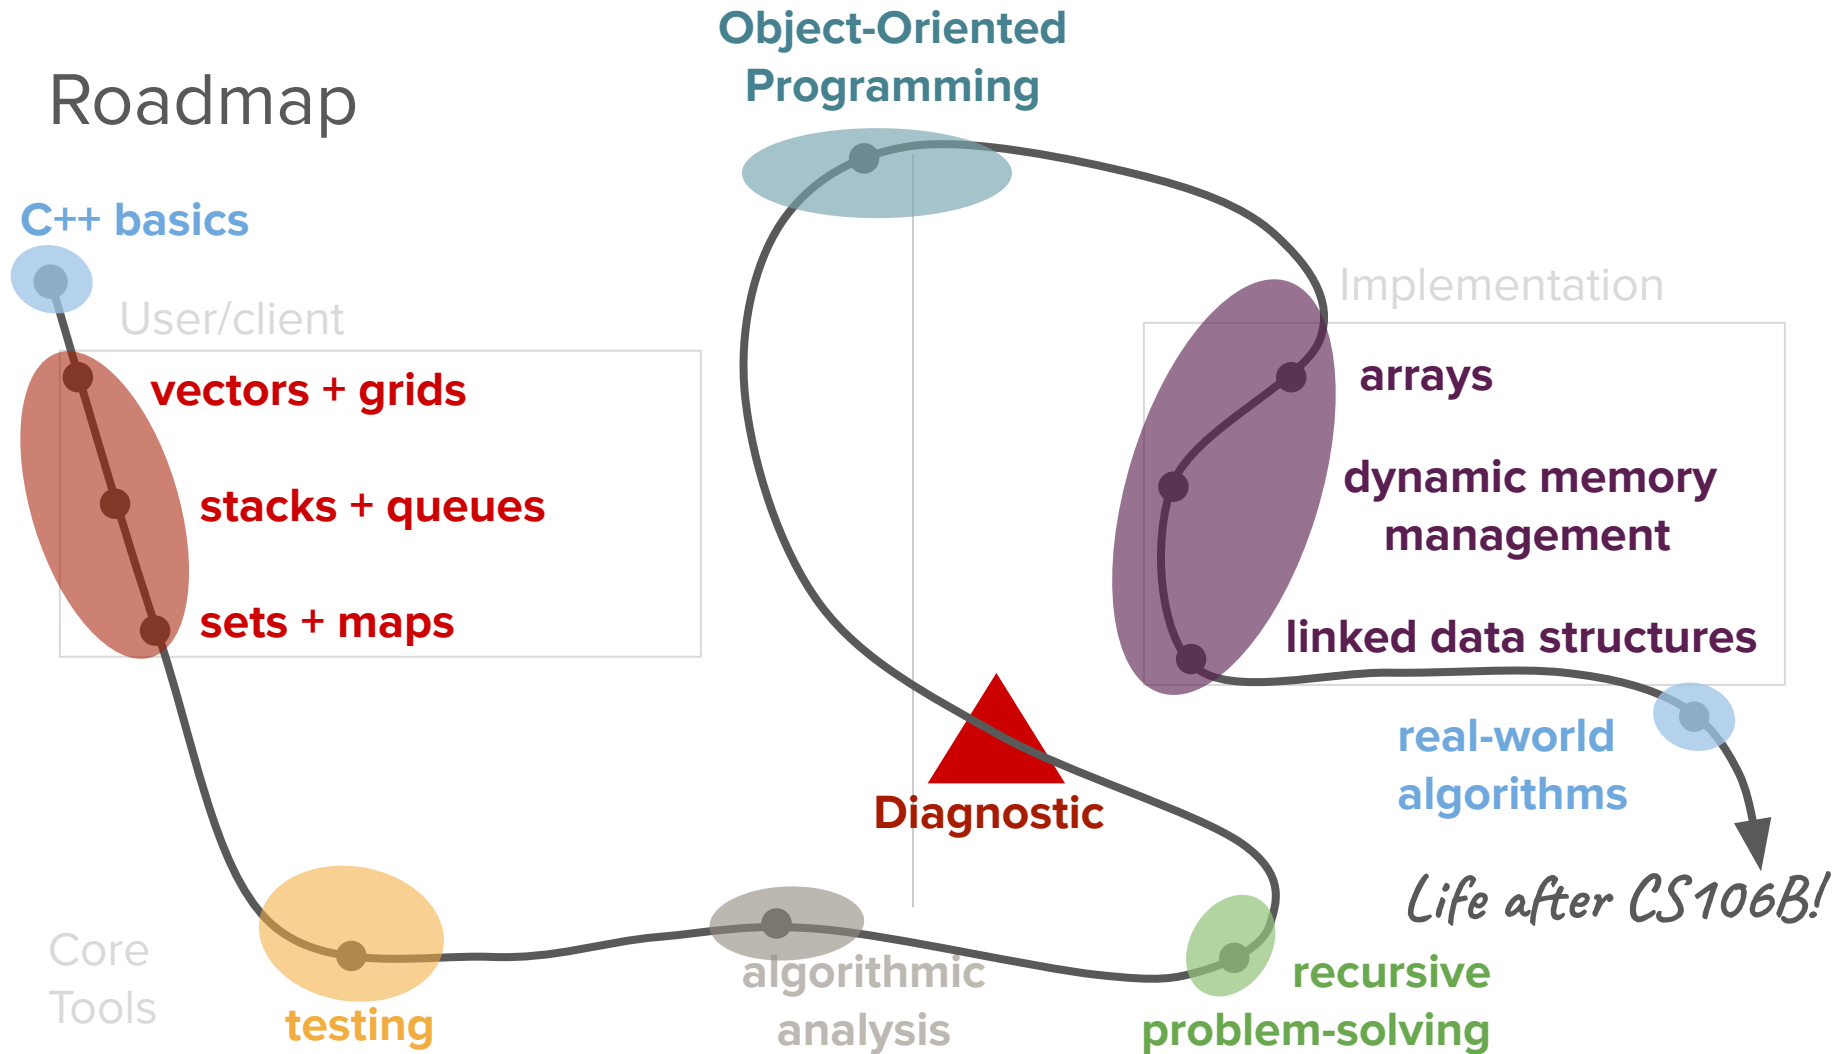 Object-Oriented
Programming
Roadmap
C++ basics
User/client
vectors + grids
stacks + queues
sets + maps
Implementation
arrays
dynamic memory
management
linked data structures
real-world
algorithms
Diagnostic
Life after CS106B!
Core
Tools
testing
algorithmic
analysis
recursive
problem-solving